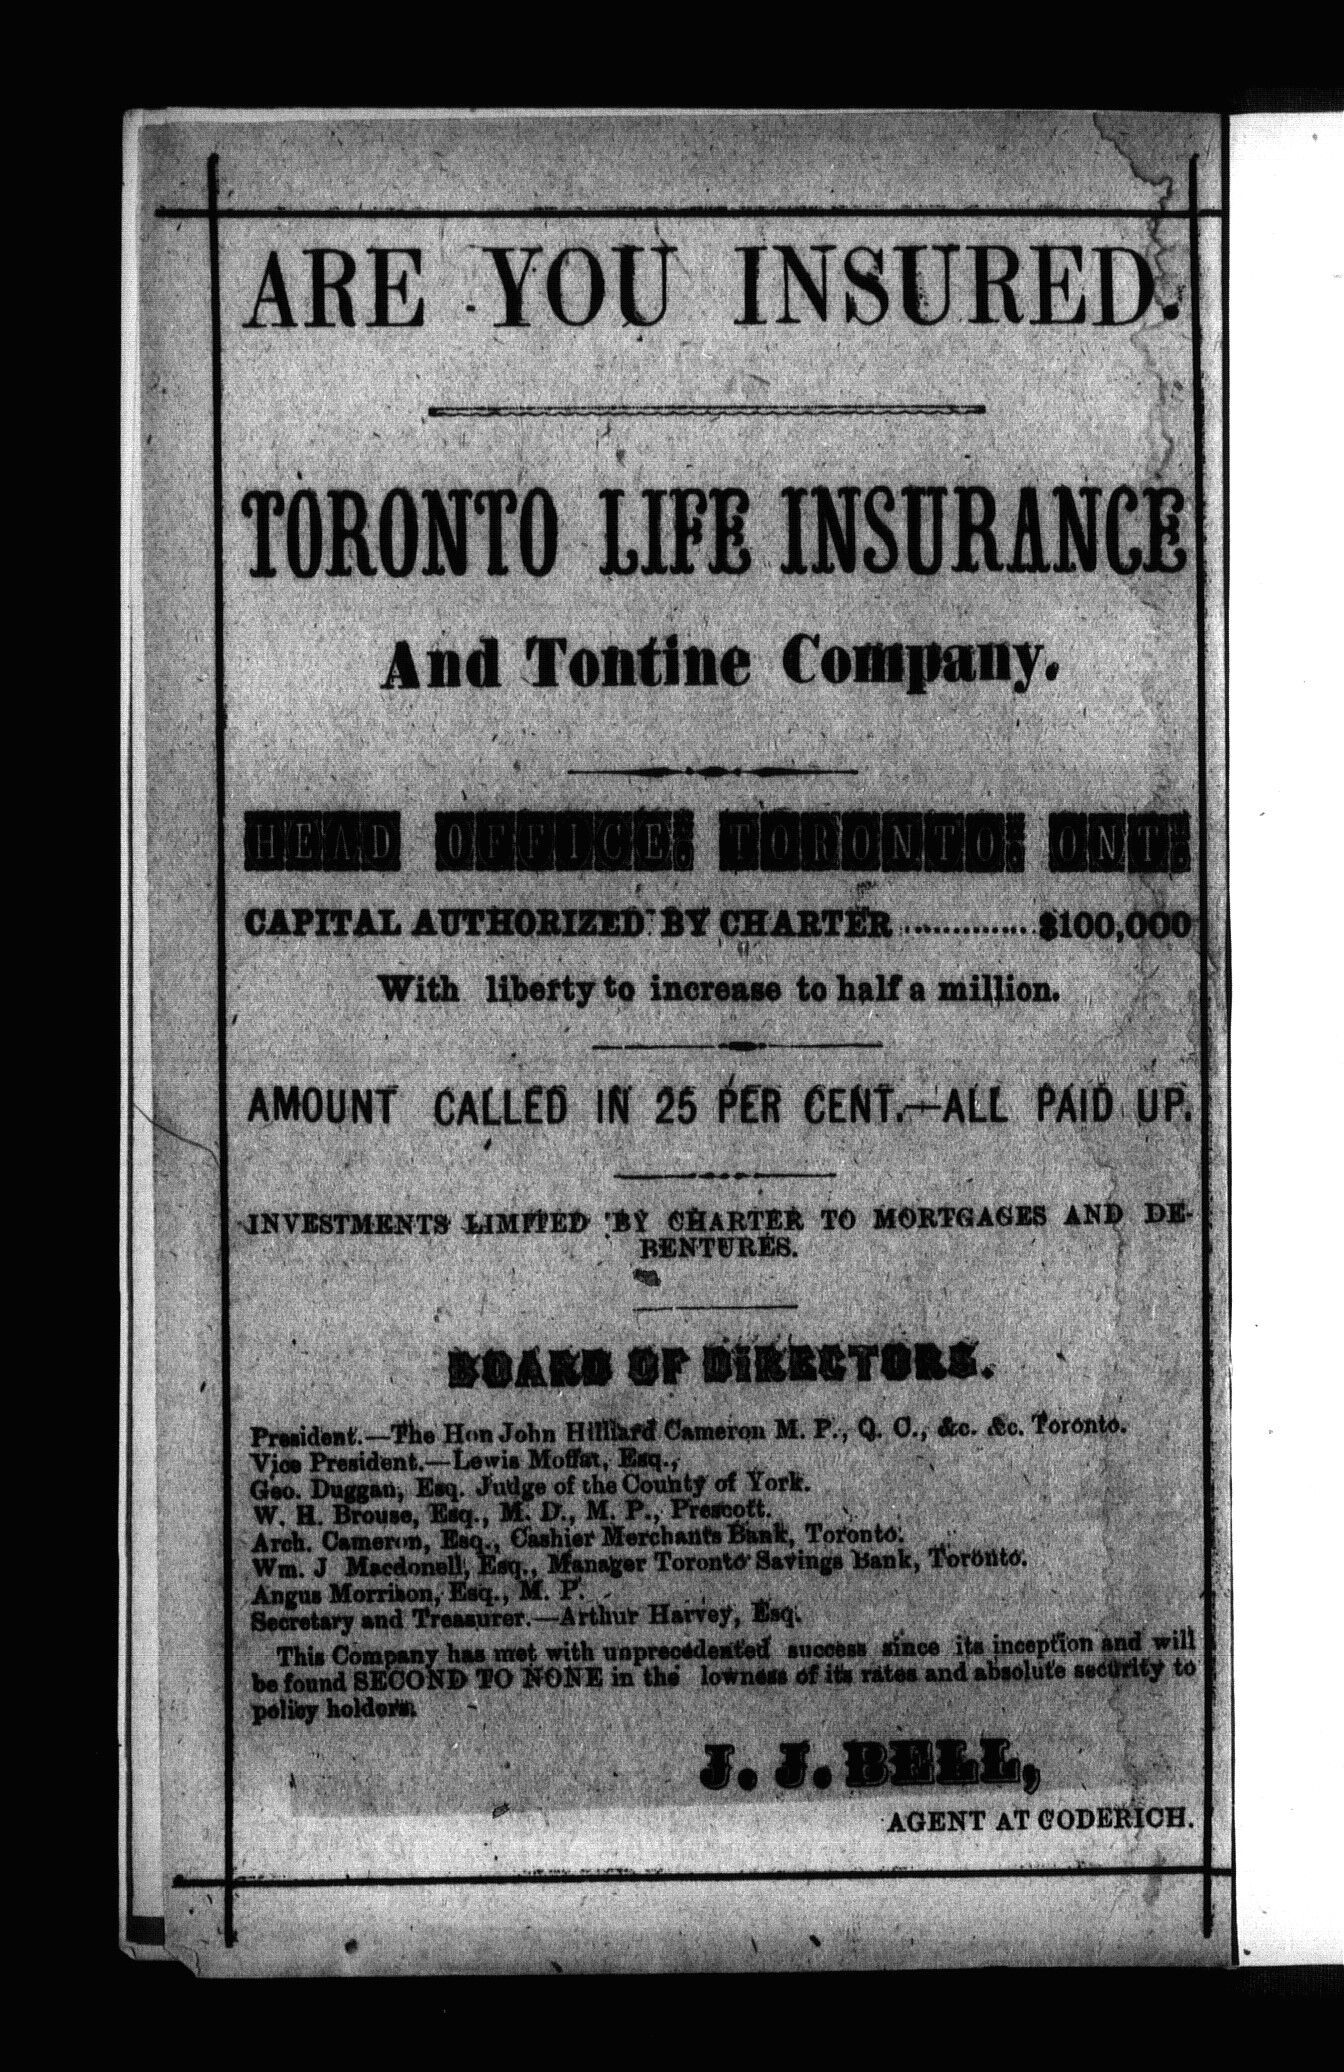 ARE YOU INSURED.
TORONTO LIFE INSURANCE
And Tontine Company.
HEAD OFFICE: TORONTO: ONT:
CAPITAL AUTHORIZED BY CHARTER ............. $100,000
With liberty to increase to half a million.
AMOUNT CALLED IN 25 PER CENT.—ALL PAID UP.
INVESTMENTS LIMITED BY CHARTER TO MORTGAGES AND DE-
BENTURES.
BOARD OF DIRECTORS.
President.—The Hon John Hilliard Cameron M. P., Q. C., &c. &c. Toronto.
Vice President.—Lewis Moffat, Esq.,
Geo. Duggan, Esq. Judge of the County of York.
W. H. Brouse, Esq., M. D., M. P., Prescott.
Arch. Cameron, Esq., Cashier Merchants Bank, Toronto.
Wm. J Macdonell, Esq., Manager Toronto Savings Bank, Toronto.
Angus Morrison, Esq., M. P.
Secretary and Treasurer.—Arthur Harvey, Esq.
This Company has met with unprecedented success since its inception and will
be found SECOND TO NONE in the lowness of its rates and absolute security to
policy holders.
J. J. BELL,
AGENT AT GODERICH.